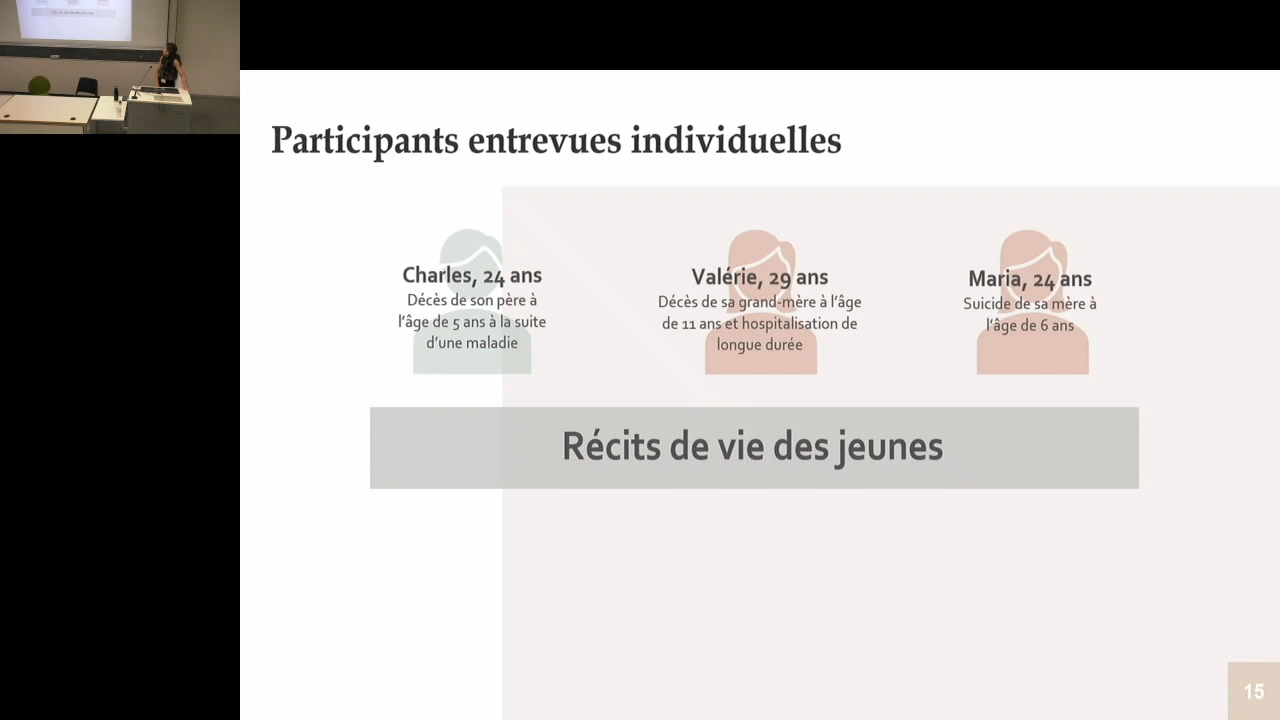 Participants entrevues individuelles
Charles, 24 ans
Décès de son père à
l'âge de 5 ans à la suite
d'une maladie
Valérie, 29 ans
Décès de sa grand-mère à l'âge
de 11 ans et hospitalisation de
longue durée
Maria, 24 ans
Suicide de sa mère à
l'âge de 6 ans
Récits de vie des jeunes
15